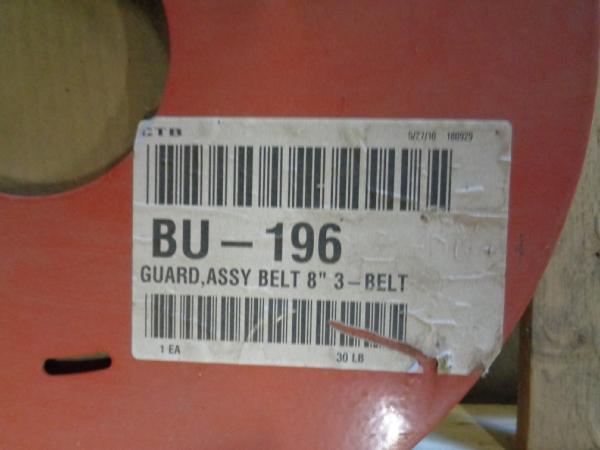 CTB 5/27/10 180929
BU-196
GUARD,ASSY BELT 8" 3-BELT
1 EA 30 LB